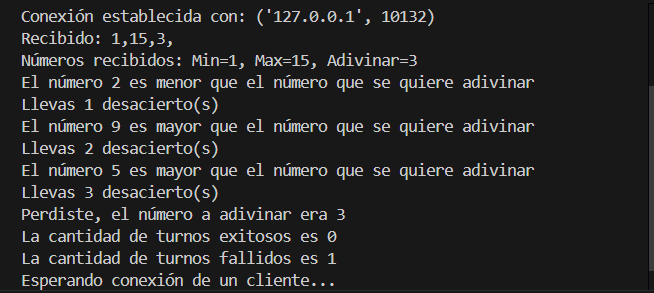 Conexión establecida con: ('127.0.0.1', 10132)
Recibido: 1,15,3,
Números recibidos: Min=1, Max=15, Adivinar=3
El número 2 es menor que el número que se quiere adivinar
Llevas 1 desacierto(s)
El número 9 es mayor que el número que se quiere adivinar
Llevas 2 desacierto(s)
El número 5 es mayor que el número que se quiere adivinar
Llevas 3 desacierto(s)
Perdiste, el número a adivinar era 3
La cantidad de turnos exitosos es 0
La cantidad de turnos fallidos es 1
Esperando conexión de un cliente...